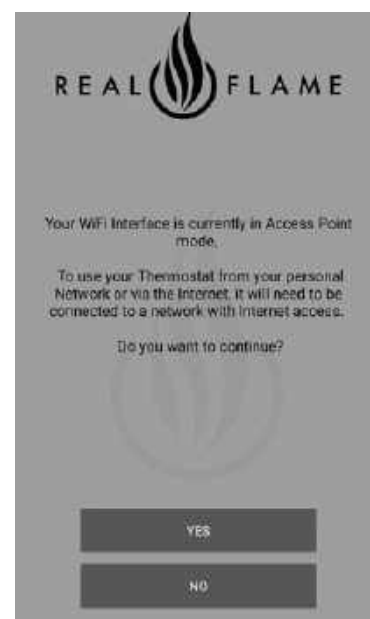 REAL FLAME
Your WiFi Interface is currently in Access Point
mode.
To use your Thermostat from your personal
Network or via the Internet, it will need to be
connected to a network with Internet access.
Do you want to continue?
YES
NO